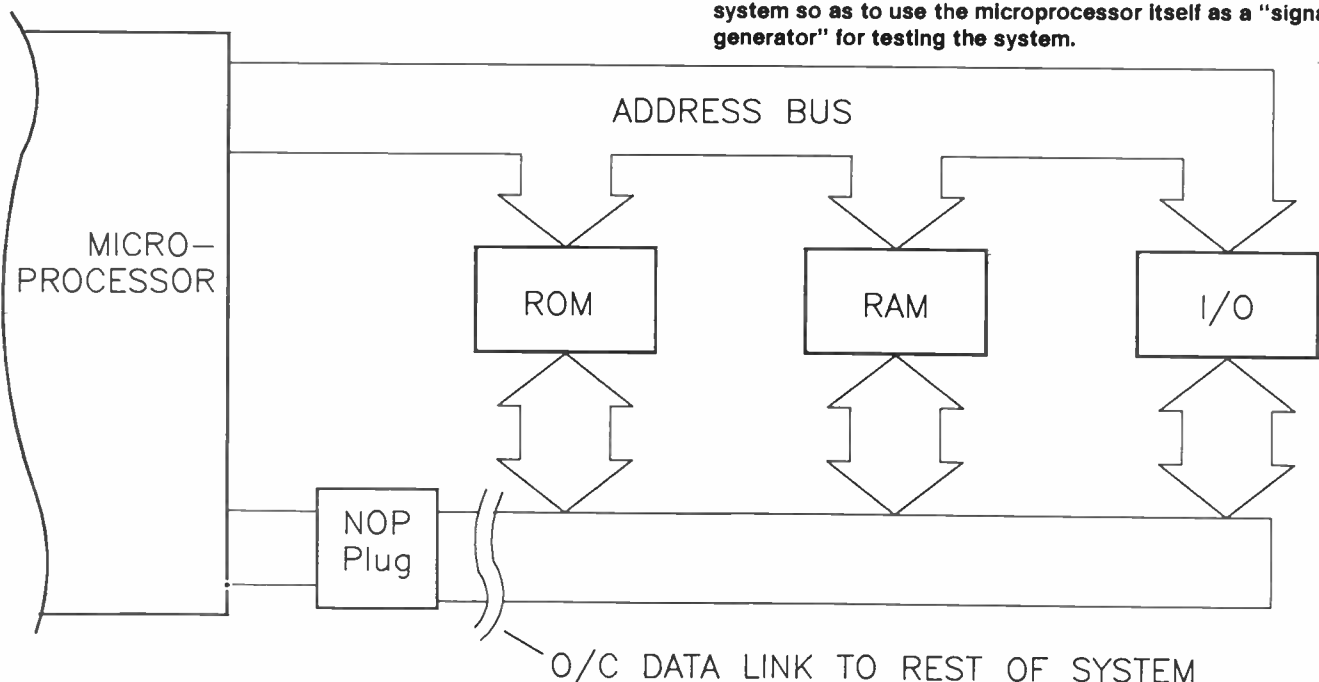 system so as to use the microprocessor itself as a "signa
generator" for testing the system.
ADDRESS BUS
MICRO–
PROCESSOR
ROM
RAM
I/O
NOP
Plug
O/C DATA LINK TO REST OF SYSTEM